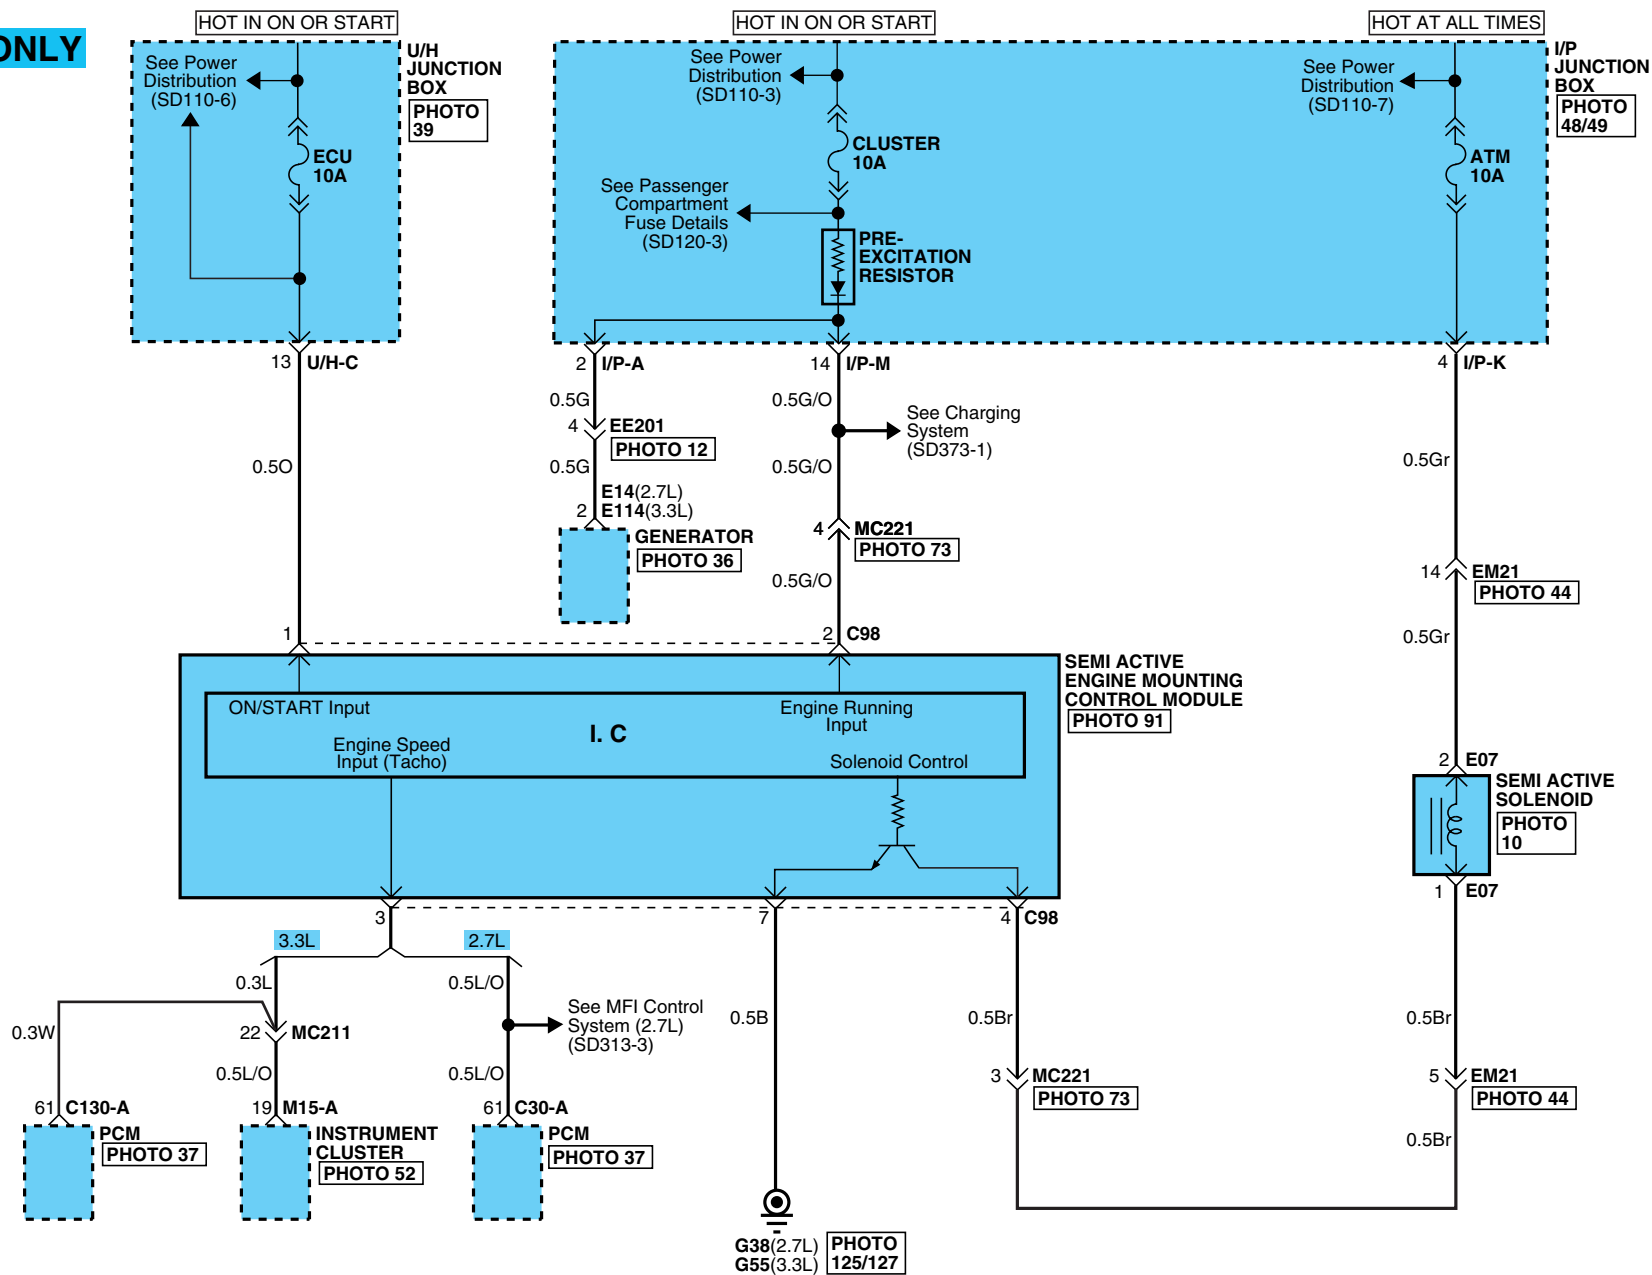 ONLY
HOT IN ON OR START
HOT IN ON OR START
HOT AT ALL TIMES
See Power
Distribution
(SD110-6)
ECU
10A
U/H
JUNCTION
BOX
PHOTO
39
See Power
Distribution
(SD110-3)
CLUSTER
10A
See Passenger
Compartment
Fuse Details
(SD120-3)
PRE-
EXCITATION
RESISTOR
See Power
Distribution
(SD110-7)
ATM
10A
I/P
JUNCTION
BOX
PHOTO
48/49
13 U/H-C
2 I/P-A
14 I/P-M
4 I/P-K
0.5G
0.5G/O
4 EE201
PHOTO 12
See Charging
System
(SD373-1)
0.5O
0.5G
0.5G/O
0.5Gr
E14(2.7L)
2 E114(3.3L)
GENERATOR
PHOTO 36
4 MC221
PHOTO 73
0.5G/O
14 EM21
PHOTO 44
0.5Gr
1
2 C98
SEMI ACTIVE
ENGINE MOUNTING
CONTROL MODULE
PHOTO 91
ON/START Input
Engine Speed
Input (Tacho)
I. C
Engine Running
Input
Solenoid Control
2 E07
SEMI ACTIVE
SOLENOID
PHOTO
10
1 E07
3
7
4 C98
3.3L
2.7L
0.3L
0.5L/O
0.3W
22 MC211
See MFI Control
System (2.7L)
(SD313-3)
0.5B
0.5Br
0.5Br
0.5L/O
0.5L/O
3 MC221
PHOTO 73
5 EM21
PHOTO 44
0.5Br
61 C130-A
PCM
PHOTO 37
19 M15-A
INSTRUMENT
CLUSTER
PHOTO 52
61 C30-A
PCM
PHOTO 37
G38(2.7L)
G55(3.3L)
PHOTO
125/127